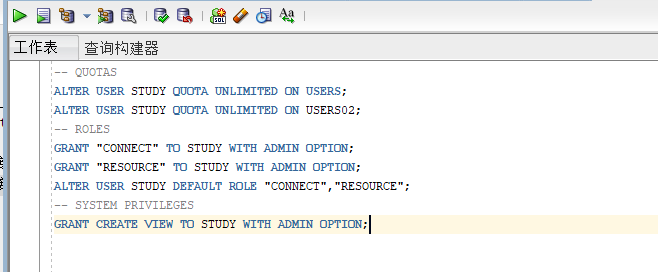 SQL
Aa
工作表 查询构建器
-- QUOTAS
ALTER USER STUDY QUOTA UNLIMITED ON USERS;
ALTER USER STUDY QUOTA UNLIMITED ON USERS02;
-- ROLES
GRANT "CONNECT" TO STUDY WITH ADMIN OPTION;
GRANT "RESOURCE" TO STUDY WITH ADMIN OPTION;
ALTER USER STUDY DEFAULT ROLE "CONNECT","RESOURCE";
-- SYSTEM PRIVILEGES
GRANT CREATE VIEW TO STUDY WITH ADMIN OPTION;